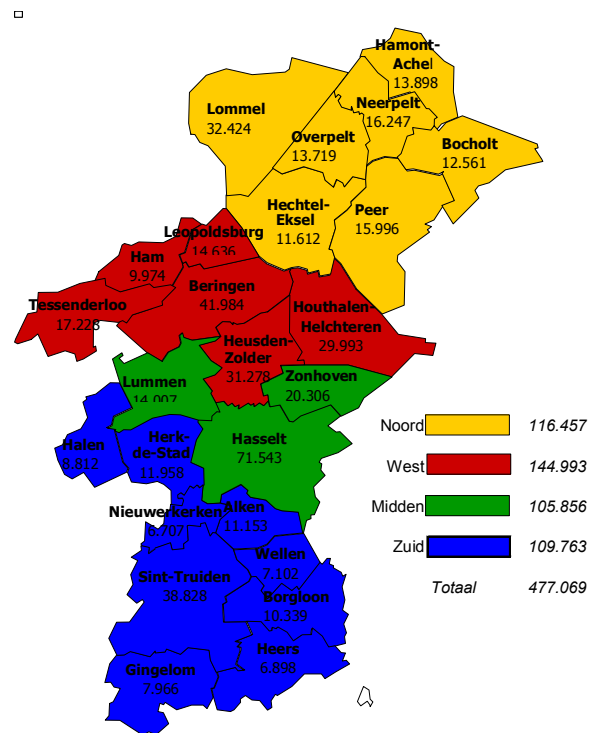 Hamont-
Achel
13.898
Neerpelt
16.247
Lommel
32.424
Overpelt
13.719
Bocholt
12.561
Hechtel-
Eksel
11.612
Peer
15.996
Leopoldsburg
14.636
Ham
9.974
Beringen
41.984
Tessenderloo
17.228
Houthalen-
Helchteren
29.993
Heusden-
Zolder
31.278
Lummen
14.007
Zonhoven
20.306
Halen
8.812
Herk-
de-Stad
11.958
Hasselt
71.543
Nieuwerkerken
6.707
Alken
11.153
Wellen
7.102
Sint-Truiden
38.828
Borgloon
10.339
Heers
6.898
Gingelom
7.966
Noord 116.457
West 144.993
Midden 105.856
Zuid 109.763
Totaal 477.069